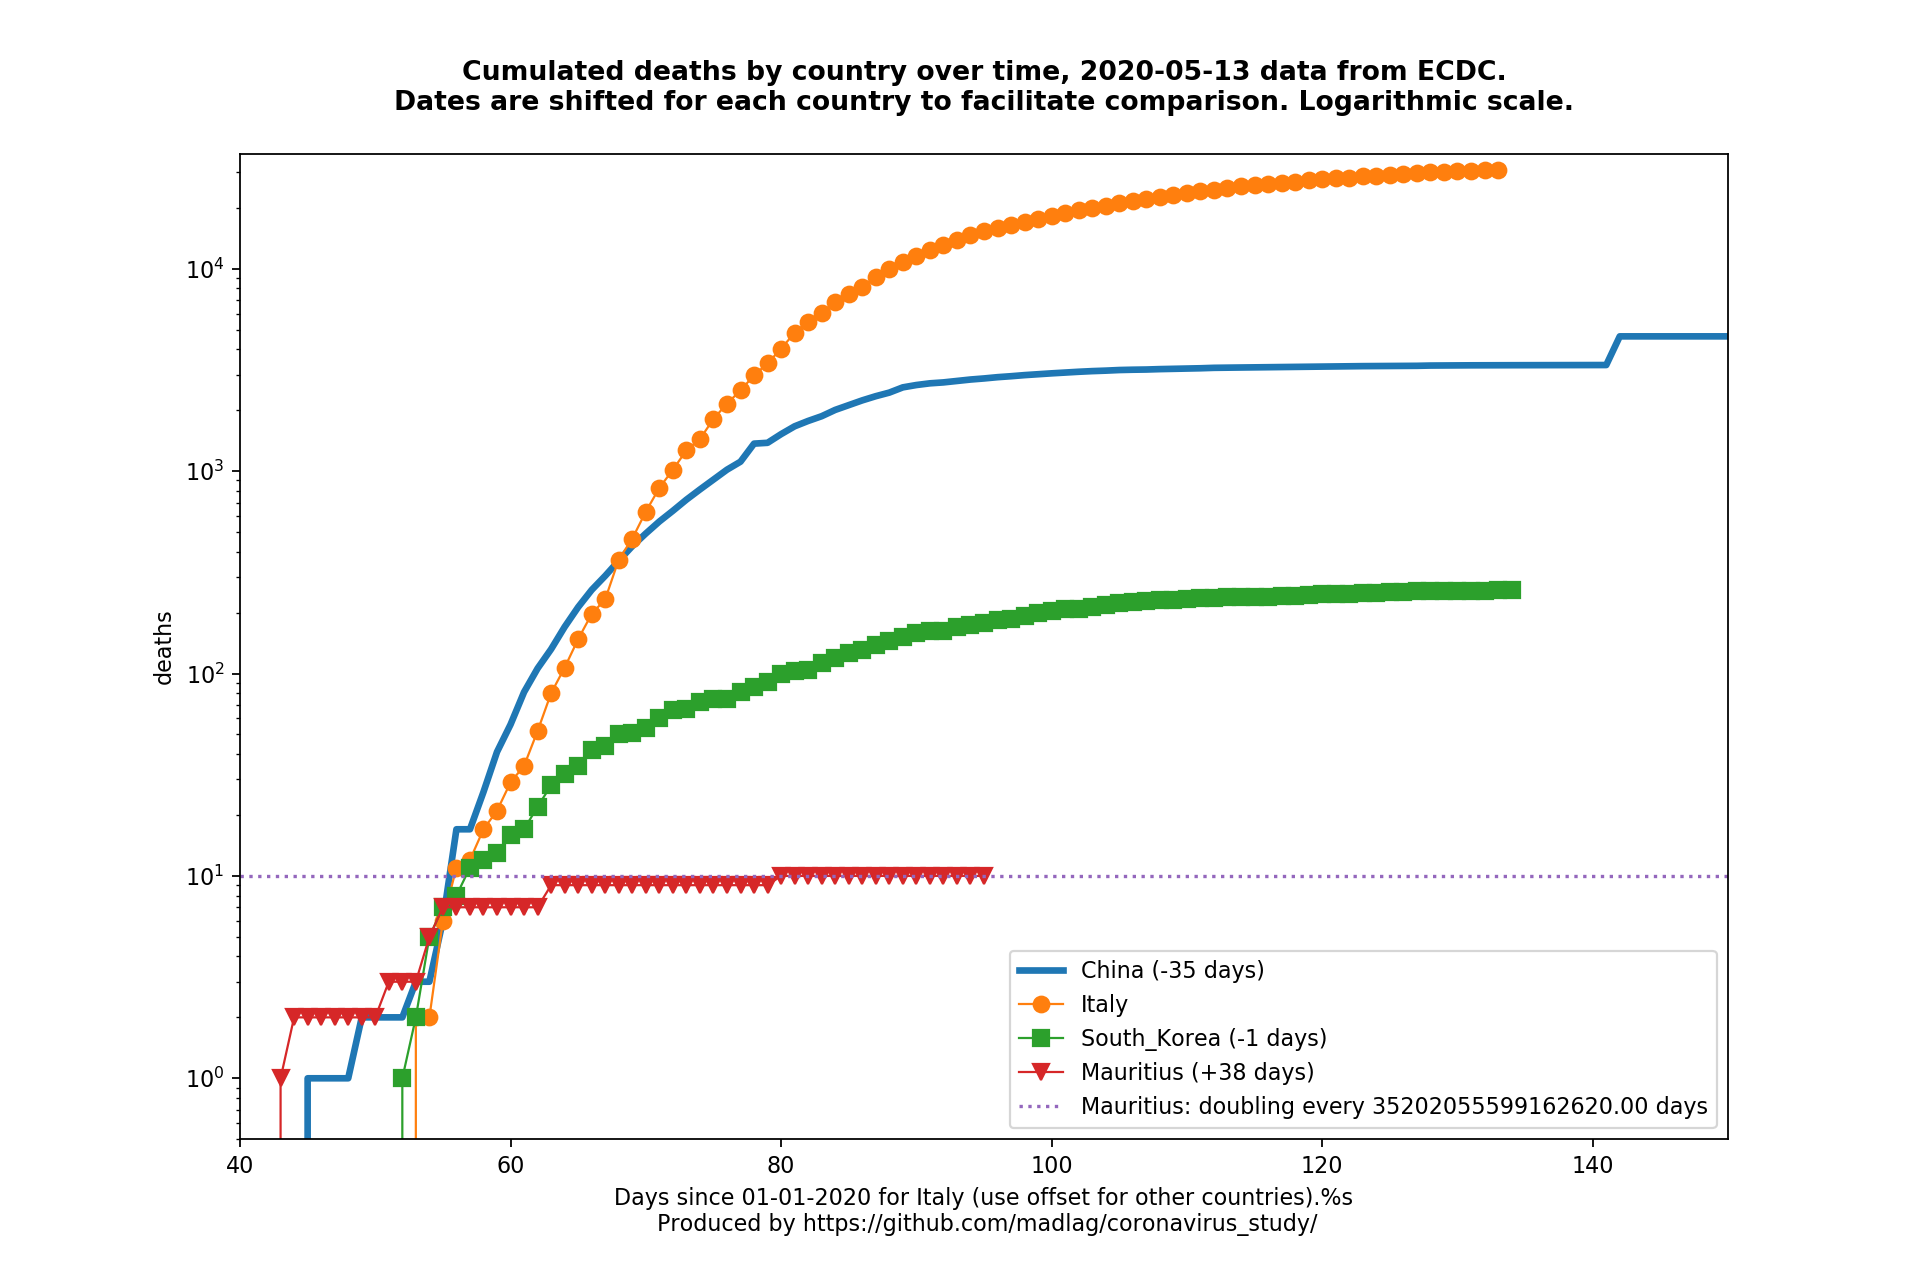 Cumulated deaths by country over time, 2020-05-13 data from ECDC.
Dates are shifted for each country to facilitate comparison. Logarithmic scale.
10^4
10^3
10^2
10^1
10^0
deaths
China (-35 days)
Italy
South_Korea (-1 days)
Mauritius (+38 days)
Mauritius: doubling every 35202055599162620.00 days
40 60 80 100 120 140
Days since 01-01-2020 for Italy (use offset for other countries).%s
Produced by https://github.com/madlag/coronavirus_study/